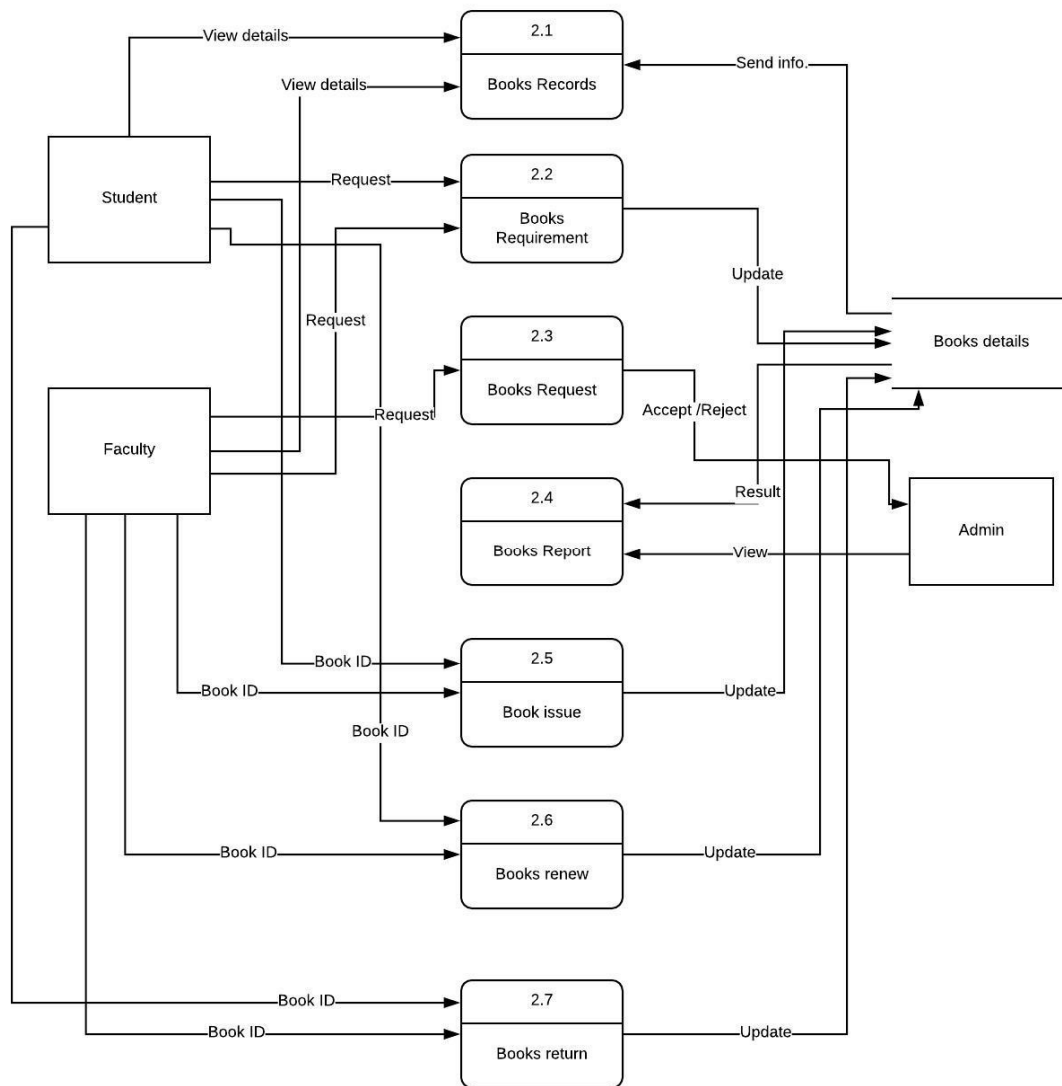 2.1
View details
Send info.
View details
Books Records
2.2
Request
Student
Books
Requirement
Update
Request
2.3
Books details
Books Request
Request
Accept /Reject
Faculty
2.4
Result
Admin
Books Report
View
2.5
Book ID
Book ID
Update
Book issue
Book ID
2.6
Book ID
Update
Books renew
2.7
Book ID
Book ID
Update
Books return